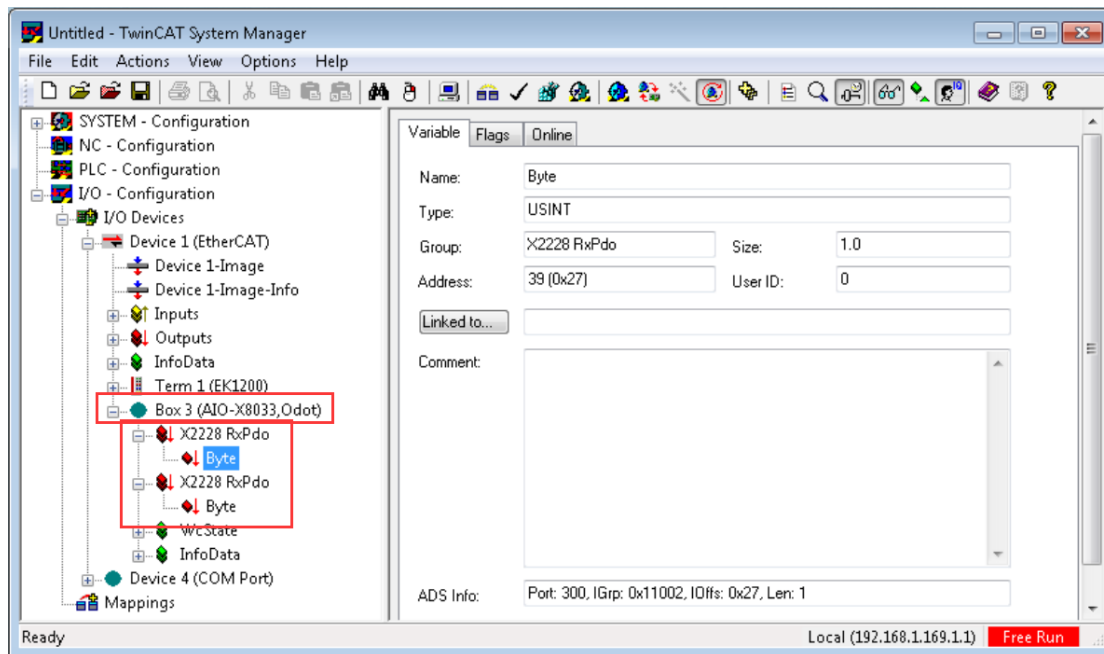 Untitled - TwinCAT System Manager
File Edit Actions View Options Help
SYSTEM - Configuration
NC - Configuration
PLC - Configuration
I/O - Configuration
I/O Devices
Device 1 (EtherCAT)
Device 1-Image
Device 1-Image-Info
Inputs
Outputs
InfoData
Term 1 (EK1200)
Box 3 (AIO-X8033,Odot)
X2228 RxPdo
Byte
X2228 RxPdo
Byte
WcState
InfoData
Device 4 (COM Port)
Mappings
Variable Flags Online
Name: Byte
Type: USINT
Group: X2228 RxPdo Size: 1.0
Address: 39 (0x27) User ID: 0
Linked to...
Comment:
ADS Info: Port: 300, IGrp: 0x11002, IOffs: 0x27, Len: 1
Ready Local (192.168.1.169.1.1) Free Run